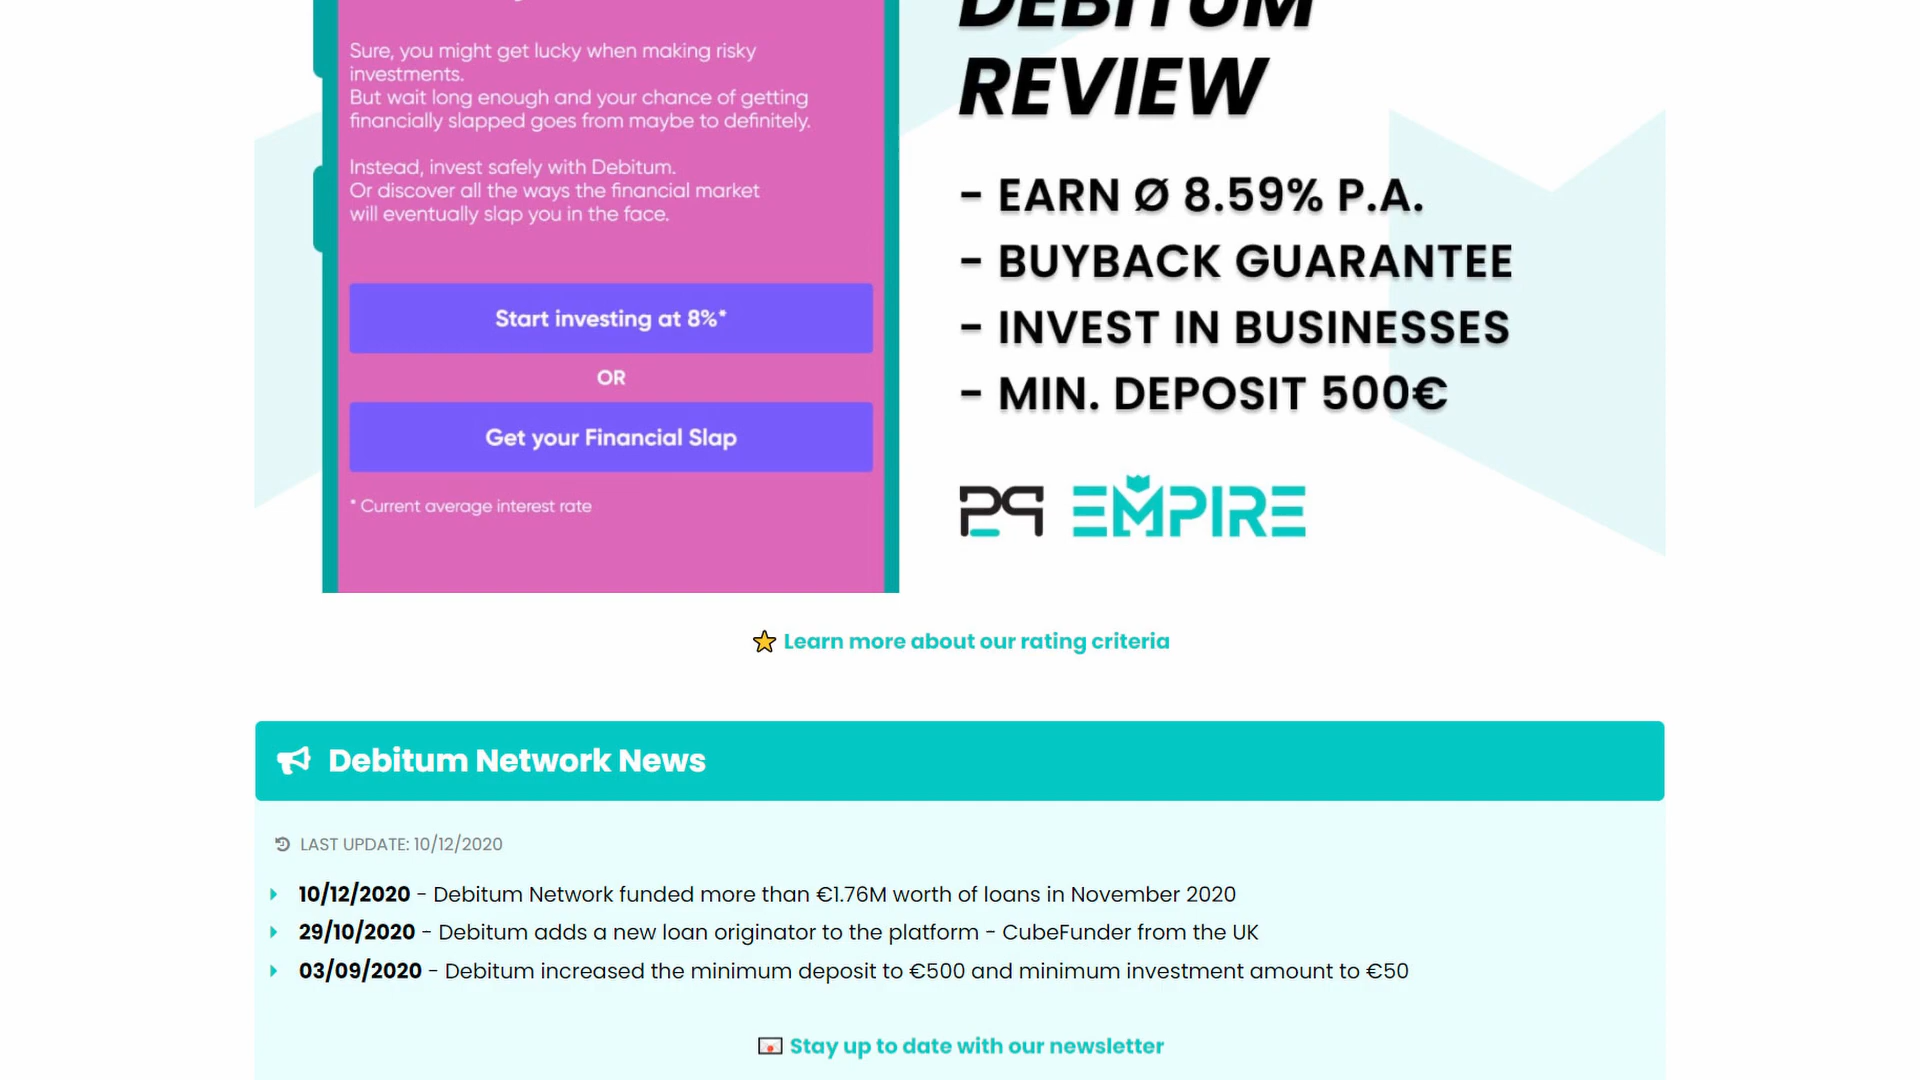 Sure, you might get lucky when making risky
investments.
But wait long enough and your chance of getting
financially slapped goes from maybe to definitely.
Instead, invest safely with Debitum.
Or discover all the ways the financial market
will eventually slap you in the face.
Start investing at 8%*
OR
Get your Financial Slap
* Current average interest rate
DEBITUM
REVIEW
- EARN Ø 8.59% P.A.
- BUYBACK GUARANTEE
- INVEST IN BUSINESSES
- MIN. DEPOSIT 500€
P2P EMPIRE
Learn more about our rating criteria
Debitum Network News
LAST UPDATE: 10/12/2020
10/12/2020 - Debitum Network funded more than €1.76M worth of loans in November 2020
29/10/2020 - Debitum adds a new loan originator to the platform - CubeFunder from the UK
03/09/2020 - Debitum increased the minimum deposit to €500 and minimum investment amount to €50
Stay up to date with our newsletter